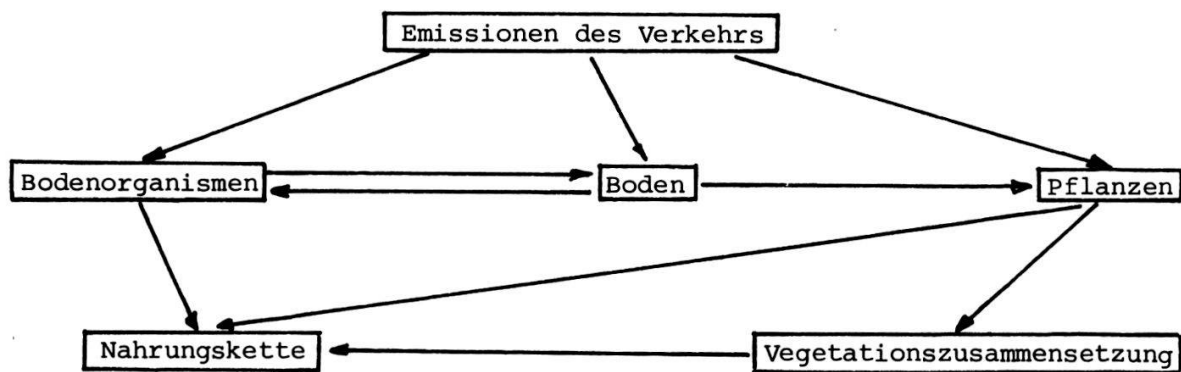 Emissionen des Verkehrs
Bodenorganismen
Boden
Pflanzen
Nahrungskette
Vegetationszusammensetzung